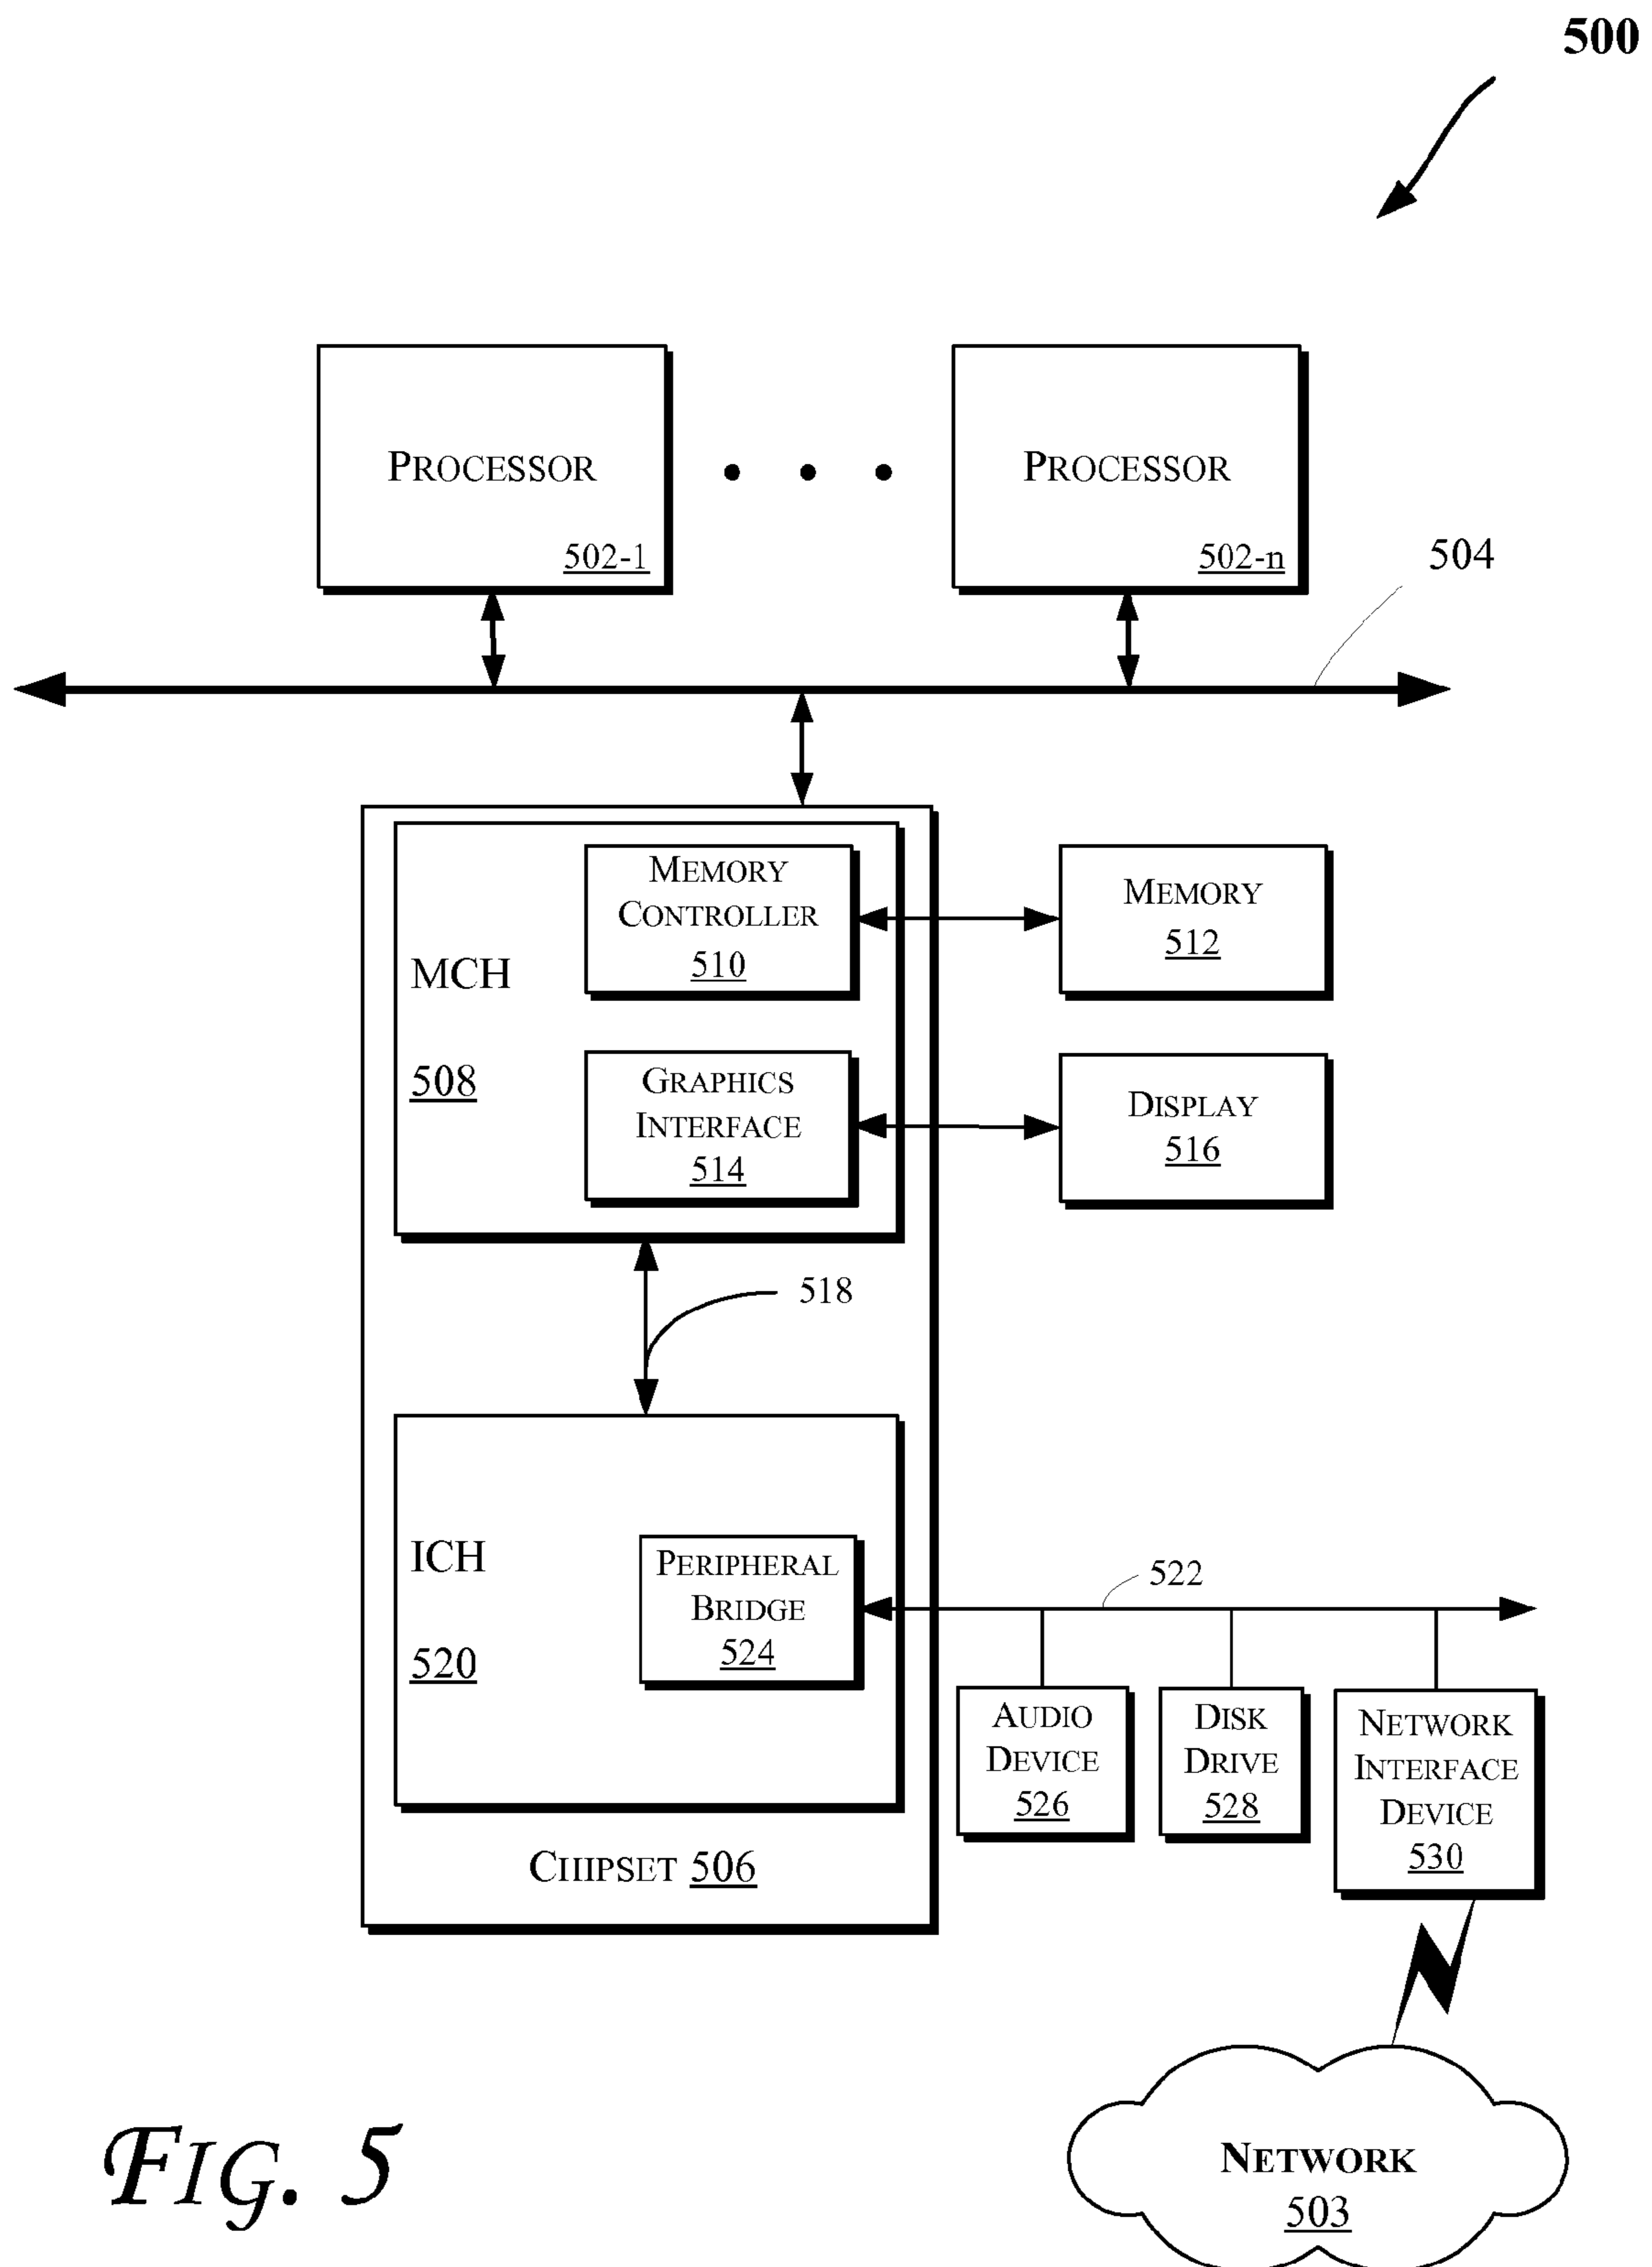 500
PROCESSOR
502-1
PROCESSOR
502-n
504
MEMORY
CONTROLLER
510
MEMORY
512
MCH
508
GRAPHICS
INTERFACE
514
DISPLAY
516
518
ICH
520
PERIPHERAL
BRIDGE
524
522
AUDIO
DEVICE
526
DISK
DRIVE
528
NETWORK
INTERFACE
DEVICE
530
CHIPSET 506
NETWORK
503
FIG. 5